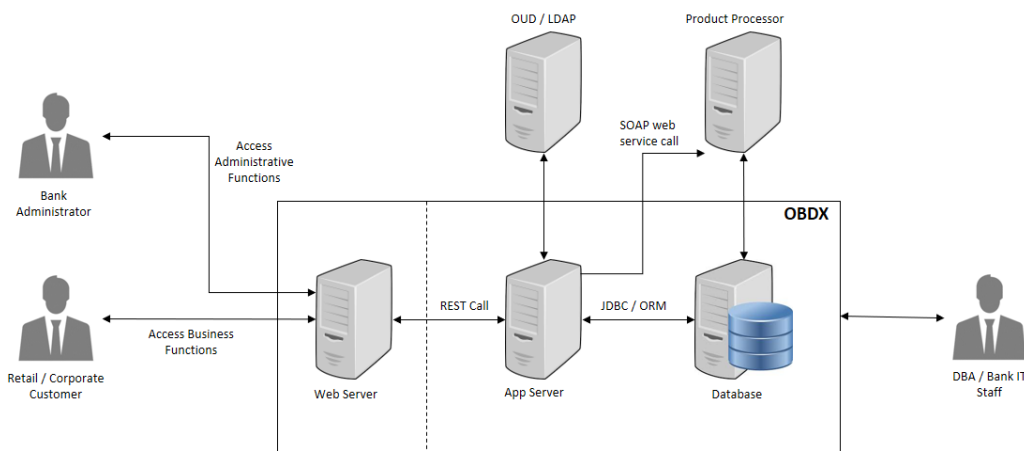 OUD / LDAP
Product Processor
SOAP web
service call
Access
Administrative
Functions
Bank
Administrator
OBDX
REST Call
JDBC / ORM
Access Business
Functions
Retail / Corporate
Customer
Web Server
App Server
Database
DBA / Bank IT
Staff